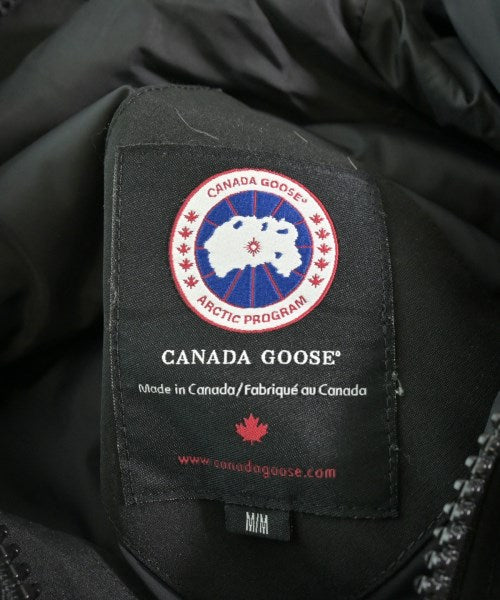 CANADA GOOSE®
ARCTIC PROGRAM
CANADA GOOSE®
Made in Canada/Fabriqué au Canada
www.canadagoose.com
M/M